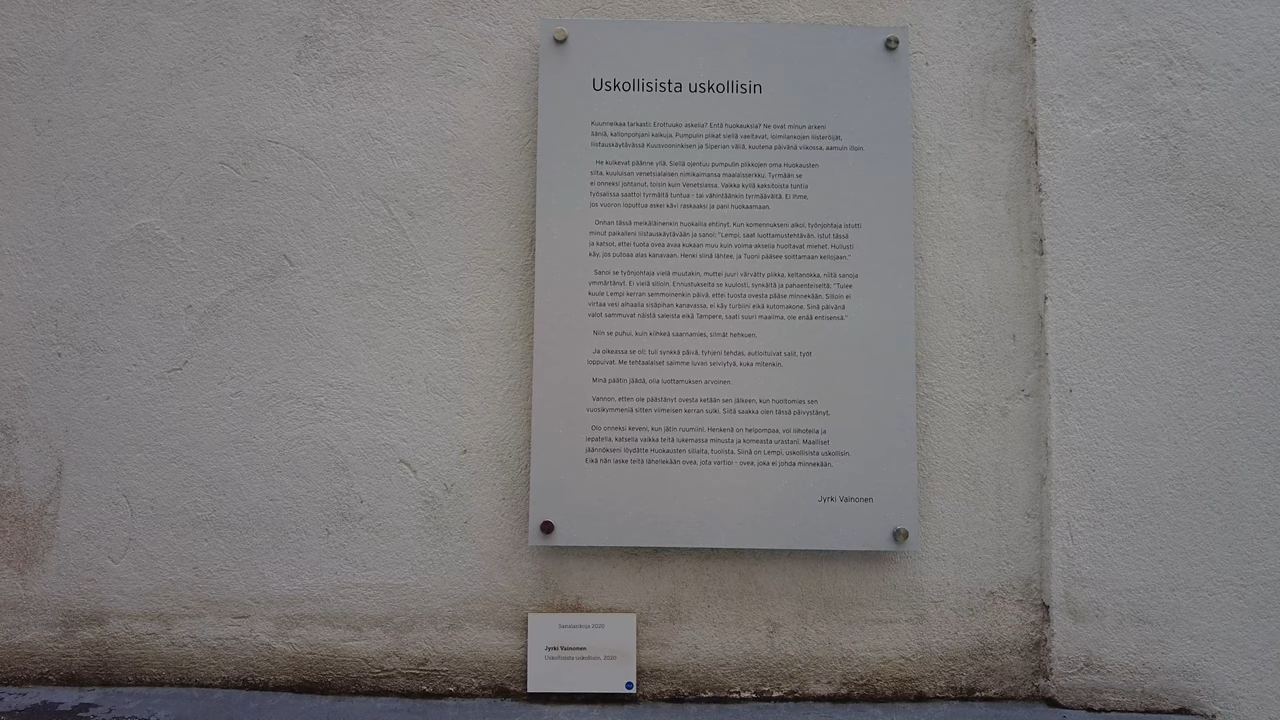 Uskollisista uskollisin
Kuunnelkaa tarkasti: Erottuuko askelia? Entä huokauksia? Ne ovat minun arkeni
ääniä, kallonpohjani kaikuja. Pumpulin plikat siellä vaeltavat, loimilankojen liisteröijät,
liistauskäytävässä Kuusvooninkisen ja Siperian väliä, kuutena päivänä viikossa, aamuin illoin.
He kulkevat päänne yllä. Siellä ojentuu pumpulin plikkojen oma Huokausten
silta, kuuluisan venetsialaisen nimikaimansa maalaisserkku. Tyrmään se
ei onneksi johtanut, toisin kuin Venetsiassa. Vaikka kyllä kaksitoista tuntia
työsalissa saattoi tyrmältä tuntua – tai vähintäänkin tyrmäävältä. Ei ihme,
jos vuoron loputtua askel kävi raskaaksi ja pani huokaamaan.
Onhan tässä meikäläinenkin huokailla ehtinyt. Kun komennukseni alkoi, työnjohtaja istutti
minut paikalleni liistauskäytävään ja sanoi: "Lempi, saat luottamustehtävän. Istut tässä
ja katsot, ettei tuota ovea avaa kukaan muu kuin voima-akselia huoltavat miehet. Hullusti
käy, jos putoaa alas kanavaan. Henki siinä lähtee, ja Tuoni pääsee soittamaan kellojaan."
Sanoi se työnjohtaja vielä muutakin, muttei juuri värvätty plikka, keltanokka, niitä sanoja
ymmärtänyt. Ei vielä silloin. Ennustukselta se kuulosti, synkältä ja pahaenteiseltä: "Tulee
kuule Lempi kerran semmoinenkin päivä, ettei tuosta ovesta pääse minnekään. Silloin ei
virtaa vesi alhaalla sisäpihan kanavassa, ei käy turbiini eikä kutomakone. Sinä päivänä
valot sammuvat näistä saleista eikä Tampere, saati suuri maailma, ole enää entisensä."
Niin se puhui, kuin kiihkeä saarnamies, silmät hehkuen.
Ja oikeassa se oli: tuli synkkä päivä, tyhjeni tehdas, autioituivat salit, työt
loppuivat. Me tehtaalaiset saimme luvan selviytyä, kuka mitenkin.
Minä päätin jäädä, olla luottamuksen arvoinen.
Vannon, etten ole päästänyt ovesta ketään sen jälkeen, kun huoltomies sen
vuosikymmeniä sitten viimeisen kerran sulki. Siitä saakka olen tässä päivystänyt.
Olo onneksi keveni, kun jätin ruumiini. Henkenä on helpompaa, voi liihotella ja
lepatella, katsella vaikka teitä lukemassa minusta ja komeasta urastani. Maalliset
jäännökseni löydätte Huokausten sillalta, tuolista. Siinä on Lempi, uskollisista uskollisin.
Eikä hän laske teitä lähellekään ovea, jota vartioi – ovea, joka ei johda minnekään.
Jyrki Vainonen
Sanataidetta 2020
Jyrki Vainonen
Uskollisista uskollisin, 2020